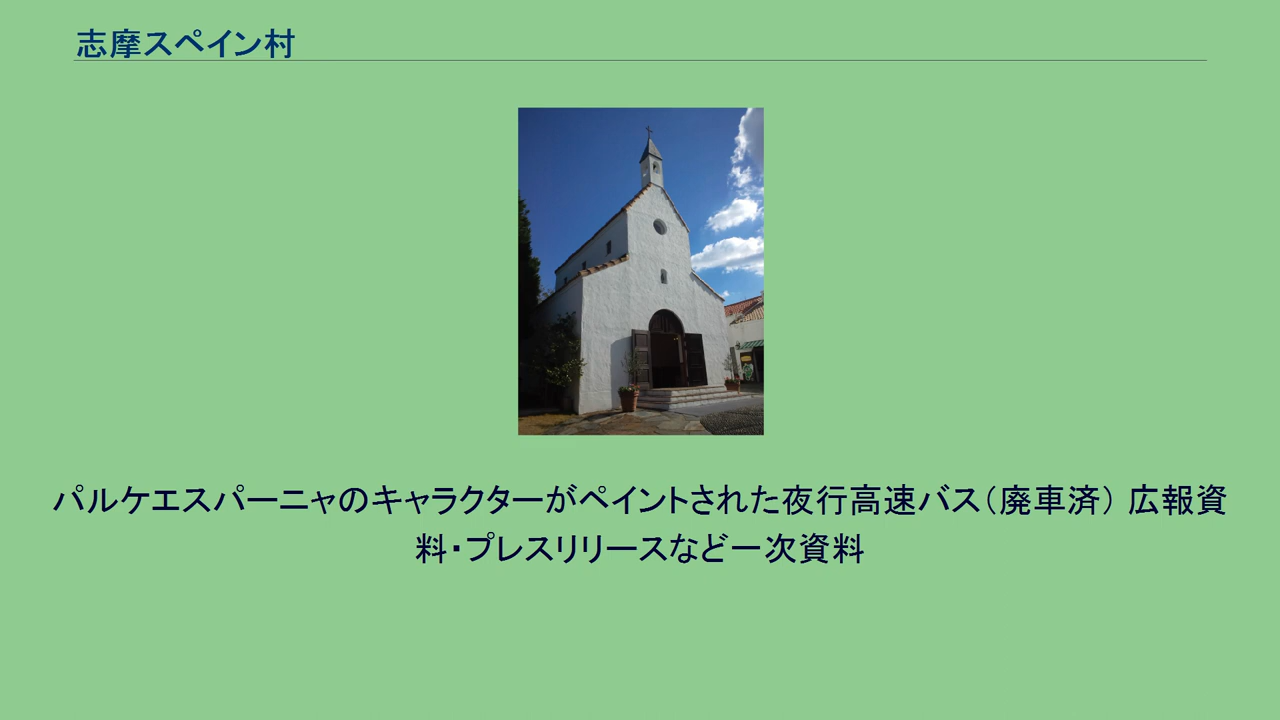 志摩スペイン村
パルケエスパーニャのキャラクターがペイントされた夜行高速バス（廃車済） 広報資
料・プレスリリースなど一次資料